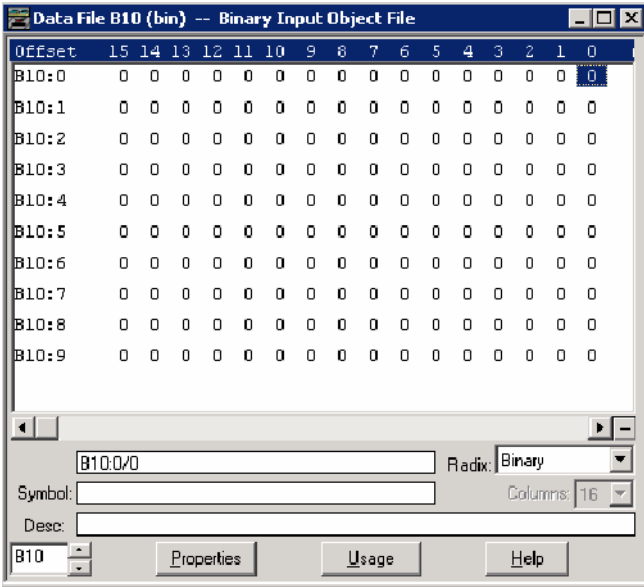 Data File B10 (bin) -- Binary Input Object File
Offset 15 14 13 12 11 10 9 8 7 6 5 4 3 2 1 0
B10:0 0 0 0 0 0 0 0 0 0 0 0 0 0 0 0 0
B10:1 0 0 0 0 0 0 0 0 0 0 0 0 0 0 0 0
B10:2 0 0 0 0 0 0 0 0 0 0 0 0 0 0 0 0
B10:3 0 0 0 0 0 0 0 0 0 0 0 0 0 0 0 0
B10:4 0 0 0 0 0 0 0 0 0 0 0 0 0 0 0 0
B10:5 0 0 0 0 0 0 0 0 0 0 0 0 0 0 0 0
B10:6 0 0 0 0 0 0 0 0 0 0 0 0 0 0 0 0
B10:7 0 0 0 0 0 0 0 0 0 0 0 0 0 0 0 0
B10:8 0 0 0 0 0 0 0 0 0 0 0 0 0 0 0 0
B10:9 0 0 0 0 0 0 0 0 0 0 0 0 0 0 0 0
B10:0/0 Radix: Binary
Symbol: Columns: 16
Desc:
B10 Properties Usage Help